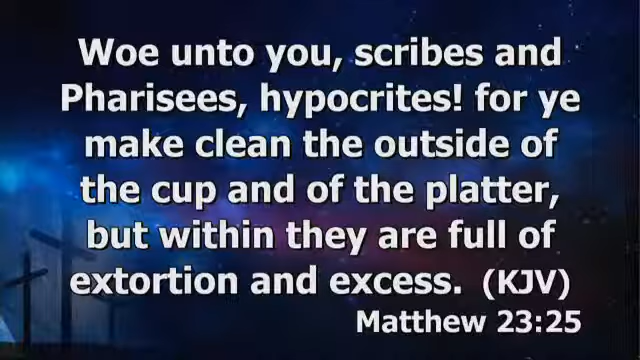 Woe unto you, scribes and
Pharisees, hypocrites! for ye
make clean the outside of
the cup and of the platter,
but within they are full of
extortion and excess. (KJV)
Matthew 23:25